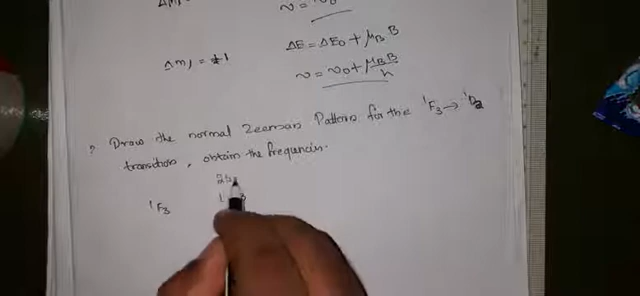 ΔE = ΔE0 + μB B
Δmj = ±1
ν = ν0 + μB B / h
? Draw the normal Zeeman Pattern for the ¹F3 → ¹D2
transition, obtain the frequencies.
¹F3